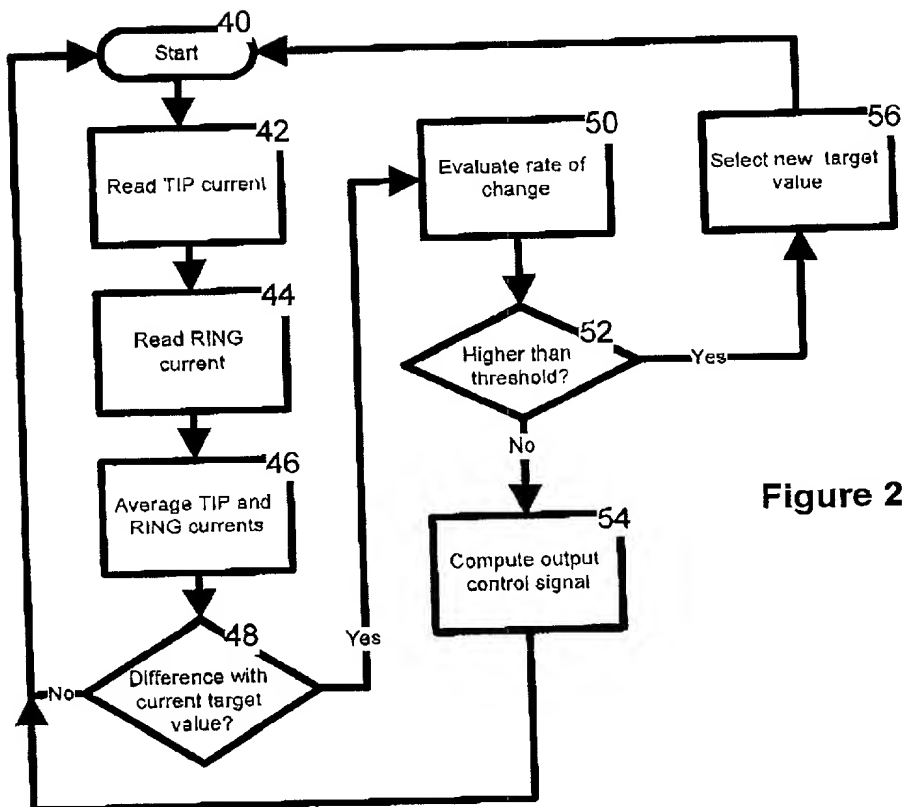 40
Start
42
Read TIP current
44
Read RING
current
46
Average TIP and
RING currents
48
Difference with
current target
value?
No
Yes
50
Evaluate rate of
change
52
Higher than
threshold?
Yes
No
54
Compute output
control signal
56
Select new target
value
Figure 2